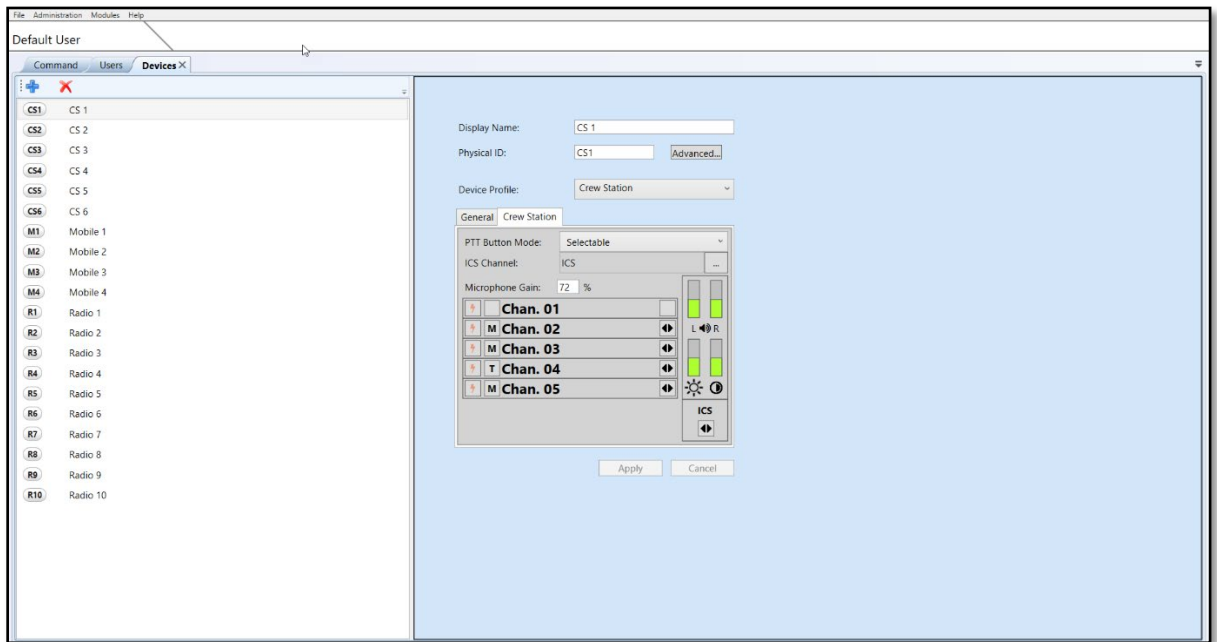 File Administration Modules Help
Default User
Command Users Devices
CS1 CS 1
CS2 CS 2
CS3 CS 3
CS4 CS 4
CS5 CS 5
CS6 CS 6
M1 Mobile 1
M2 Mobile 2
M3 Mobile 3
M4 Mobile 4
R1 Radio 1
R2 Radio 2
R3 Radio 3
R4 Radio 4
R5 Radio 5
R6 Radio 6
R7 Radio 7
R8 Radio 8
R9 Radio 9
R10 Radio 10
Display Name: CS 1
Physical ID: CS1 Advanced...
Device Profile: Crew Station
General Crew Station
PTT Button Mode: Selectable
ICS Channel: ICS ...
Microphone Gain: 72 %
Chan. 01
M Chan. 02
M Chan. 03
T Chan. 04
M Chan. 05
L R
ICS
Apply Cancel